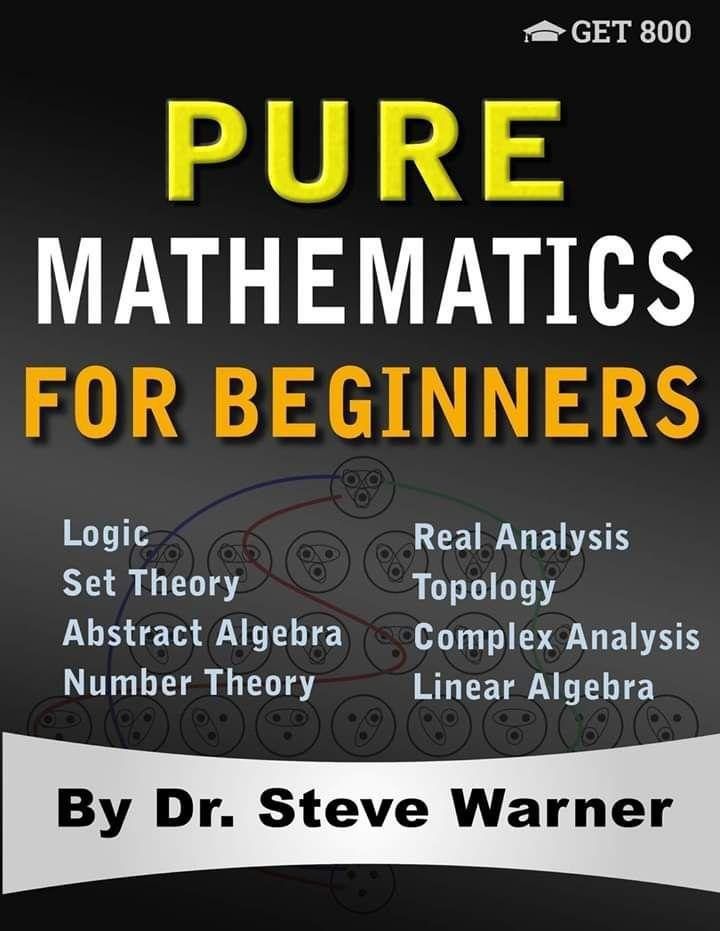 GET 800
PURE
MATHEMATICS
FOR BEGINNERS
Logic
Set Theory
Abstract Algebra
Number Theory
Real Analysis
Topology
Complex Analysis
Linear Algebra
By Dr. Steve Warner